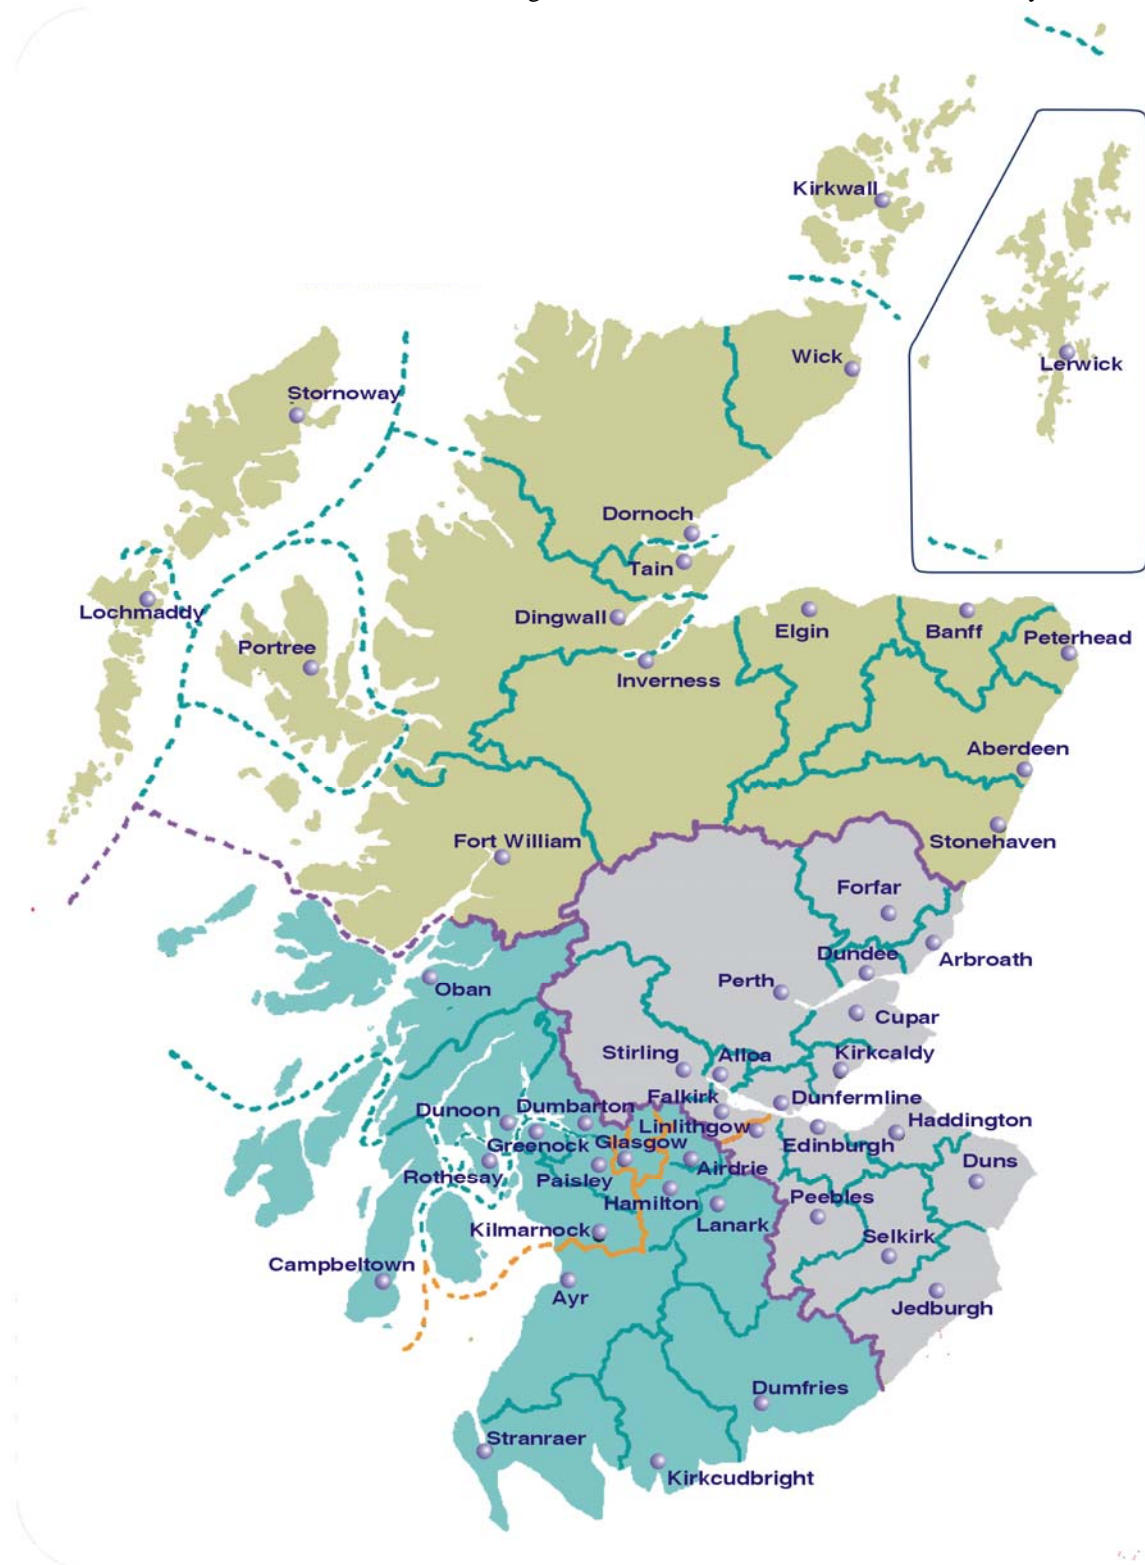 Kirkwall
Wick
Lerwick
Stornoway
Dornoch
Tain
Lochmaddy
Dingwall
Elgin
Banff
Peterhead
Portree
Inverness
Aberdeen
Fort William
Stonehaven
Forfar
Dundee
Arbroath
Oban
Perth
Cupar
Stirling
Alloa
Kirkcaldy
Falkirk
Dunfermline
Dunoon
Dumbarton
Linlithgow
Haddington
Greenock
Glasgow
Edinburgh
Rothesay
Paisley
Airdrie
Duns
Hamilton
Peebles
Kilmarnock
Lanark
Selkirk
Campbeltown
Ayr
Jedburgh
Dumfries
Stranraer
Kirkcudbright